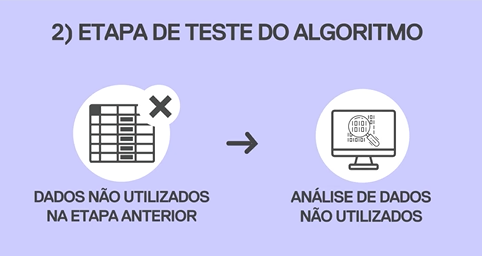 2) ETAPA DE TESTE DO ALGORITMO
DADOS NÃO UTILIZADOS
NA ETAPA ANTERIOR
ANÁLISE DE DADOS
NÃO UTILIZADOS